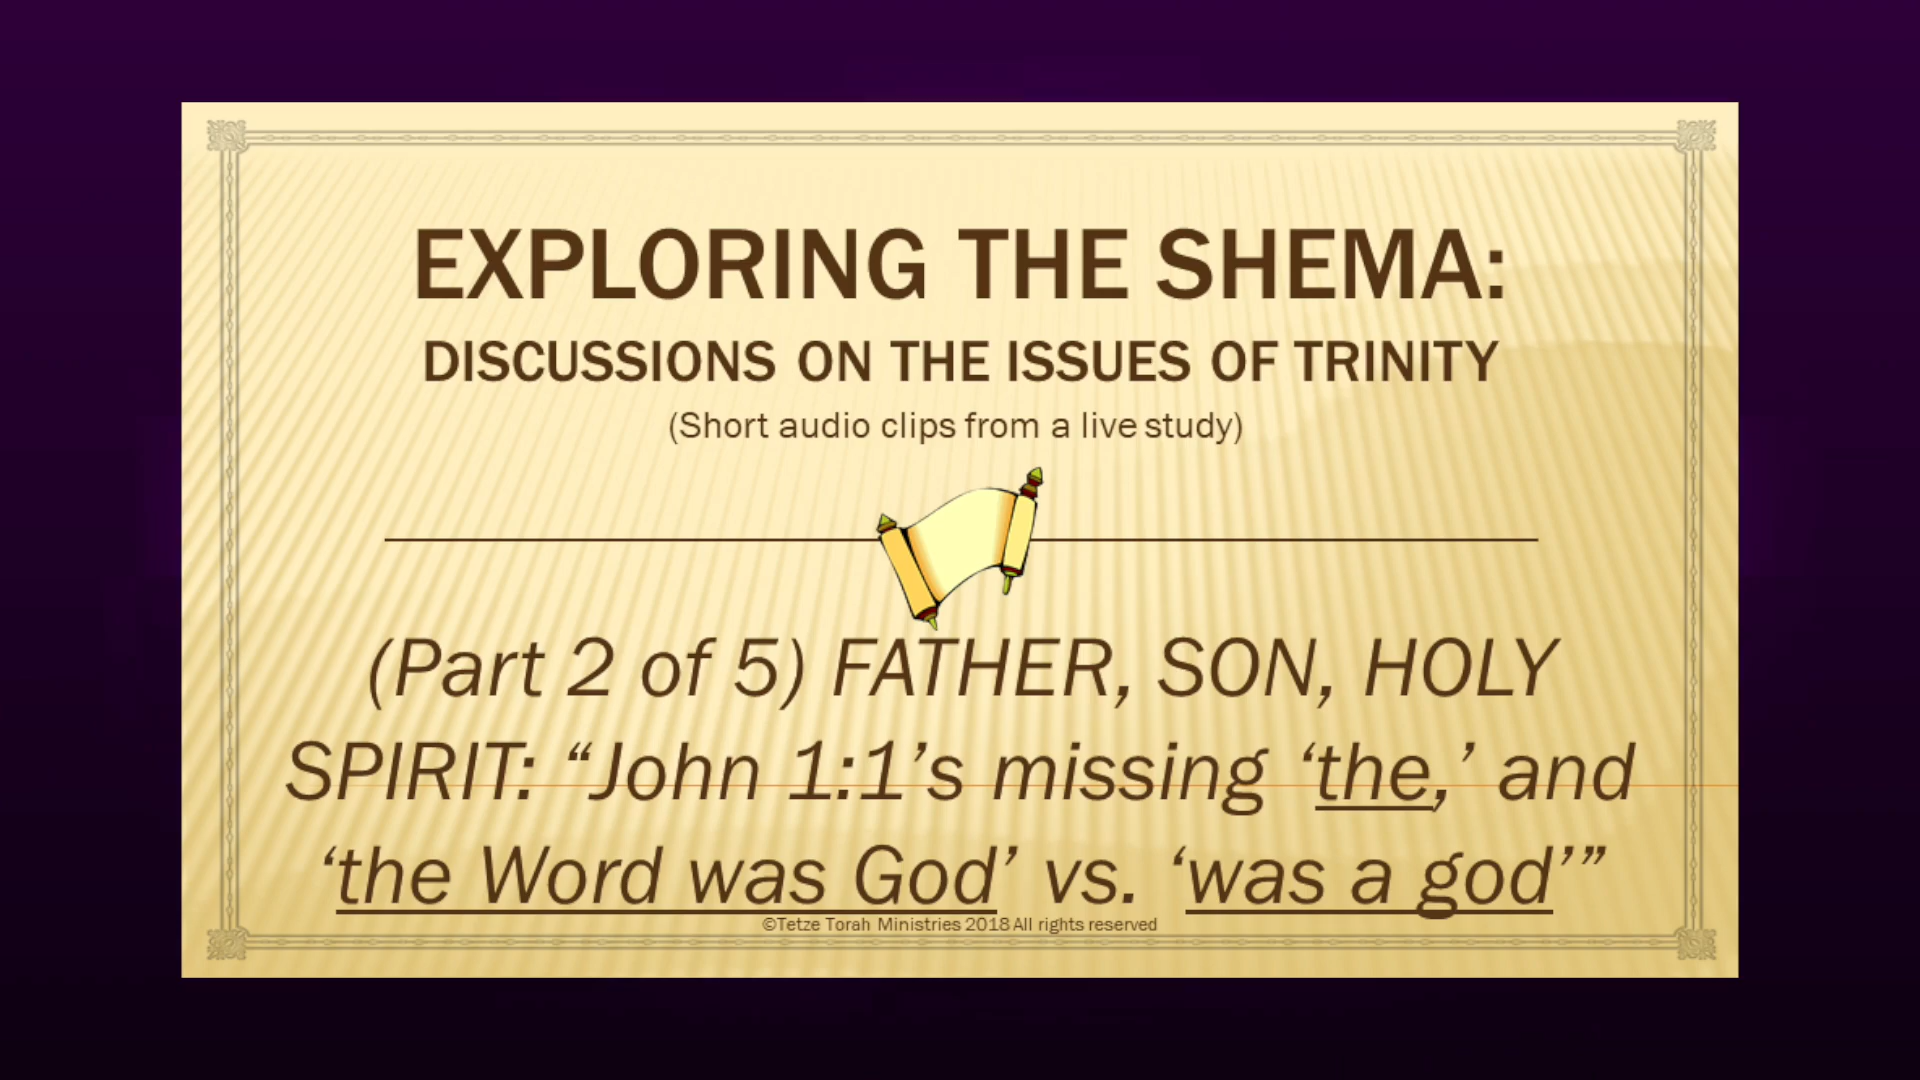 EXPLORING THE SHEMA:
DISCUSSIONS ON THE ISSUES OF TRINITY
(Short audio clips from a live study)
(Part 2 of 5) FATHER, SON, HOLY
SPIRIT: “John 1:1’s missing ‘the,’ and
‘the Word was God’ vs. ‘was a god’”
©Tetze Torah Ministries 2018 All rights reserved